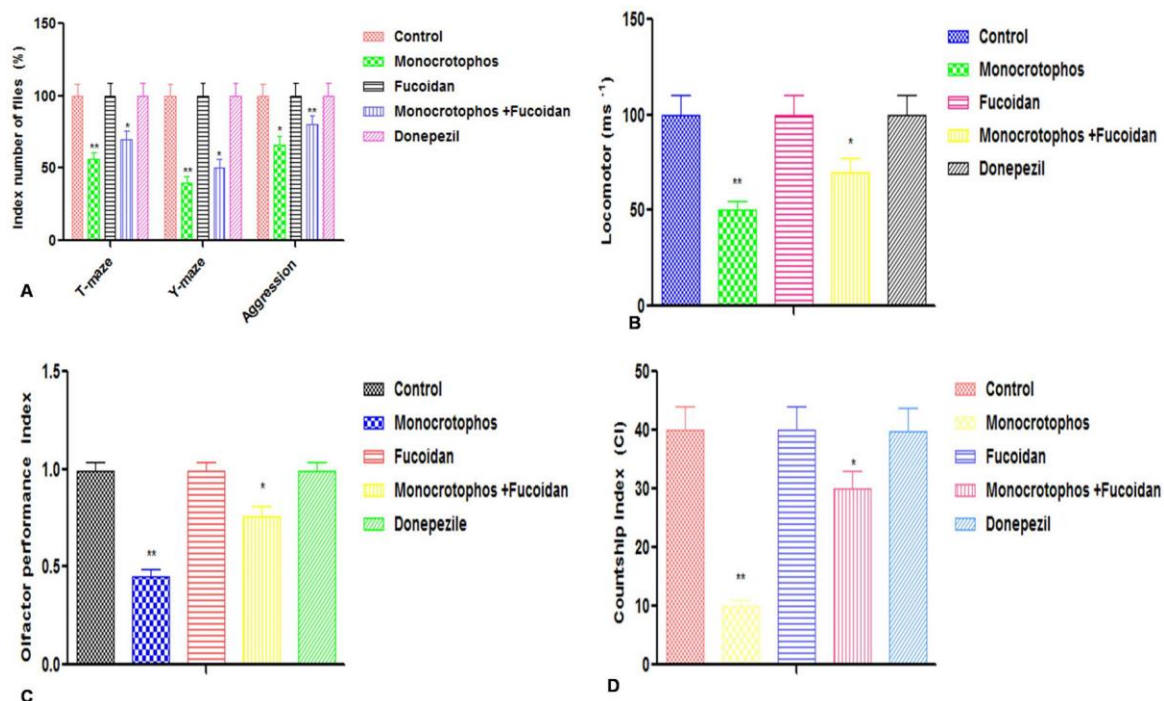 150
100
50
0
Index number of flies (%)
T-maze
Y-maze
Aggression
**
*
**
*
*
**
Control
Monocrotophos
Fucoidan
Monocrotophos +Fucoidan
Donepezil
A
150
100
50
0
Locomotor (ms -1)
**
*
Control
Monocrotophos
Fucoidan
Monocrotophos +Fucoidan
Donepezil
B
1.5
1.0
0.5
0.0
Olfactor performance Index
**
*
Control
Monocrotophos
Fucoidan
Monocrotophos +Fucoidan
Donepezile
C
50
40
30
20
10
0
Countship Index (CI)
**
*
Control
Monocrotophos
Fucoidan
Monocrotophos +Fucoidan
Donepezil
D